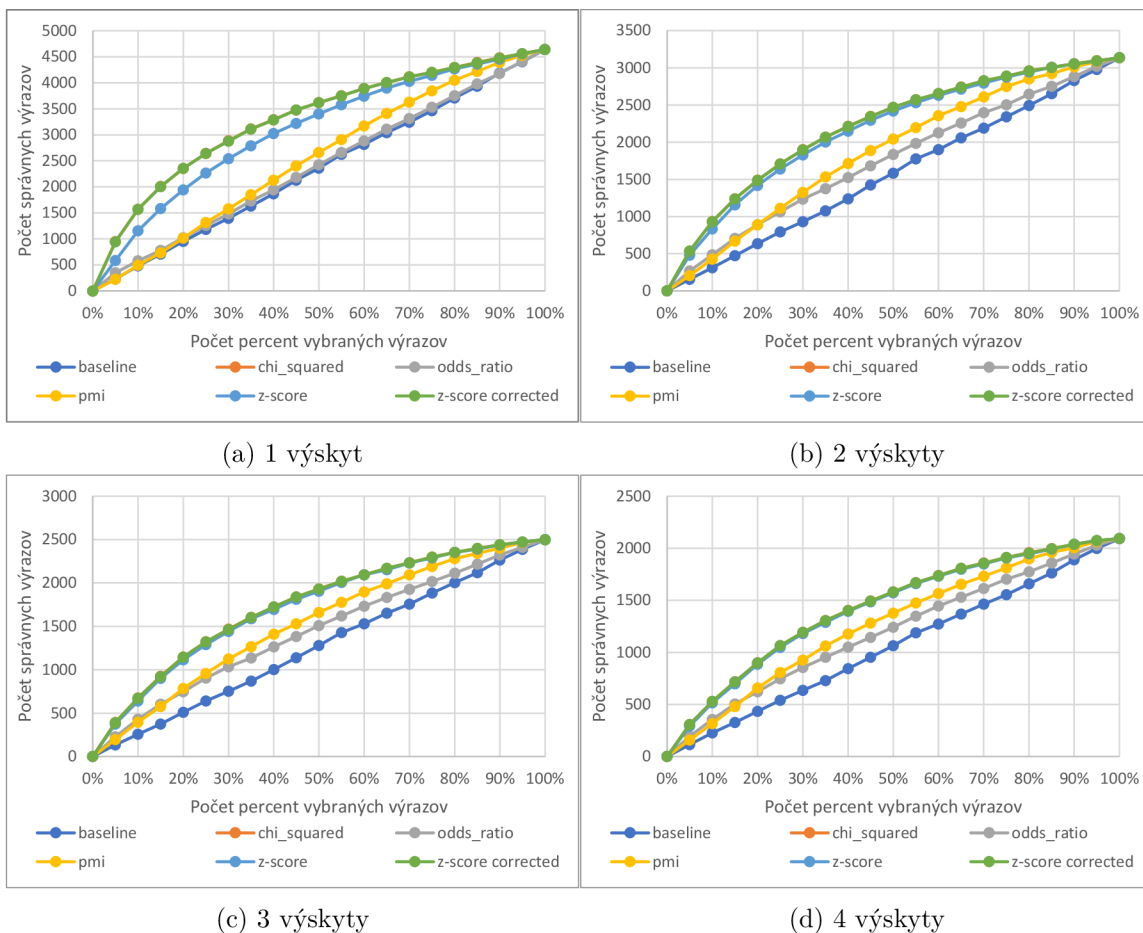 5000
4500
4000
3500
3000
2500
2000
1500
1000
500
0
Počet správnych výrazov
0% 10% 20% 30% 40% 50% 60% 70% 80% 90% 100%
Počet percent vybraných výrazov
baseline chi_squared odds_ratio
pmi z-score z-score corrected
(a) 1 výskyt
3500
3000
2500
2000
1500
1000
500
0
Počet správnych výrazov
0% 10% 20% 30% 40% 50% 60% 70% 80% 90% 100%
Počet percent vybraných výrazov
baseline chi_squared odds_ratio
pmi z-score z-score corrected
(b) 2 výskyty
3000
2500
2000
1500
1000
500
0
Počet správnych výrazov
0% 10% 20% 30% 40% 50% 60% 70% 80% 90% 100%
Počet percent vybraných výrazov
baseline chi_squared odds_ratio
pmi z-score z-score corrected
(c) 3 výskyty
2500
2000
1500
1000
500
0
Počet správnych výrazov
0% 10% 20% 30% 40% 50% 60% 70% 80% 90% 100%
Počet percent vybraných výrazov
baseline chi_squared odds_ratio
pmi z-score z-score corrected
(d) 4 výskyty